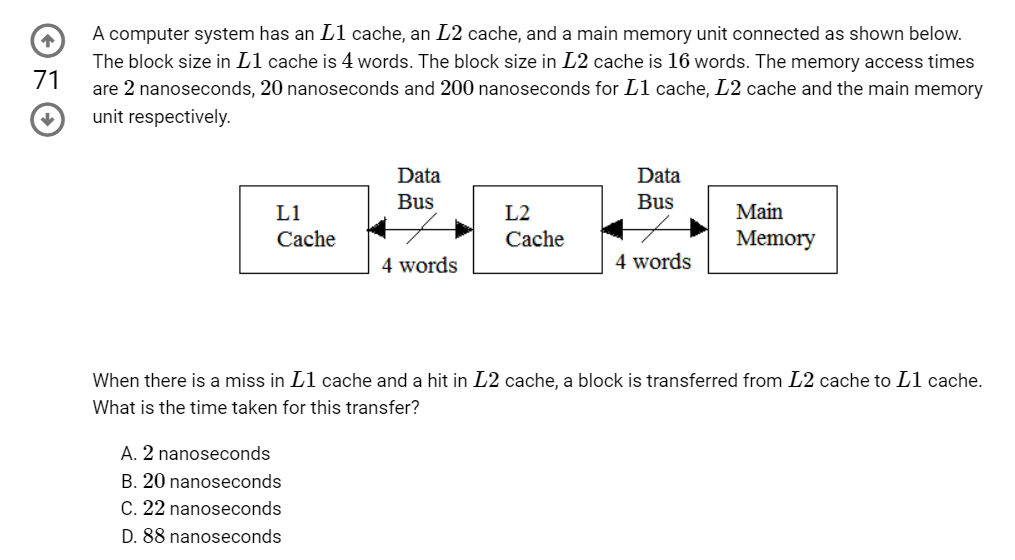 A computer system has an L1 cache, an L2 cache, and a main memory unit connected as shown below.
The block size in L1 cache is 4 words. The block size in L2 cache is 16 words. The memory access times
71
are 2 nanoseconds, 20 nanoseconds and 200 nanoseconds for L1 cache, L2 cache and the main memory
unit respectively.
Data
Bus
Data
Bus
L1
Cache
L2
Cache
Main
Memory
4 words
4 words
When there is a miss in L1 cache and a hit in L2 cache, a block is transferred from L2 cache to L1 cache.
What is the time taken for this transfer?
A. 2 nanoseconds
B. 20 nanoseconds
C. 22 nanoseconds
D. 88 nanoseconds